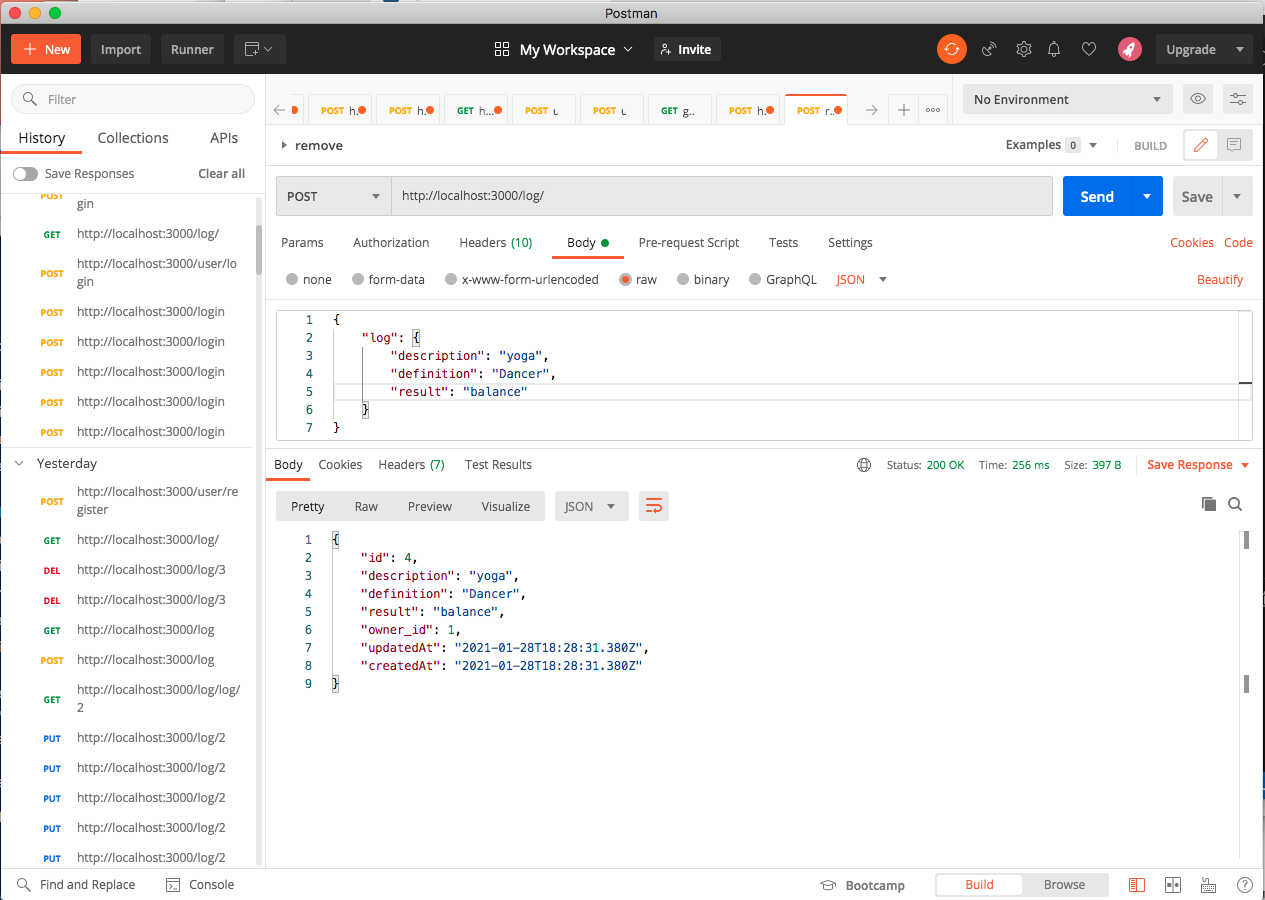 Postman
New
Import
Runner
My Workspace
Invite
Upgrade
Filter
History
Collections
APIs
Save Responses
Clear all
POST
gin
GET http://localhost:3000/log/
POST http://localhost:3000/user/lo
gin
POST http://localhost:3000/login
POST http://localhost:3000/login
POST http://localhost:3000/login
POST http://localhost:3000/login
POST http://localhost:3000/login
Yesterday
POST http://localhost:3000/user/re
gister
GET http://localhost:3000/log/
DEL http://localhost:3000/log/3
DEL http://localhost:3000/log/3
GET http://localhost:3000/log
POST http://localhost:3000/log
GET http://localhost:3000/log/log/
2
PUT http://localhost:3000/log/2
PUT http://localhost:3000/log/2
PUT http://localhost:3000/log/2
PUT http://localhost:3000/log/2
PUT http://localhost:3000/log/2
POST h..
POST h..
GET h...
POST
POST
GET g..
POST h..
POST r..
No Environment
remove
Examples 0
BUILD
POST http://localhost:3000/log/
Send
Save
Params Authorization Headers (10) Body Pre-request Script Tests Settings Cookies Code
none form-data x-www-form-urlencoded raw binary GraphQL JSON Beautify
1 {
2 "log": {
3 "description": "yoga",
4 "definition": "Dancer",
5 "result": "balance"
6 }
7 }
Body Cookies Headers (7) Test Results Status: 200 OK Time: 256 ms Size: 397 B Save Response
Pretty Raw Preview Visualize JSON
1 {
2 "id": 4,
3 "description": "yoga",
4 "definition": "Dancer",
5 "result": "balance",
6 "owner_id": 1,
7 "updatedAt": "2021-01-28T18:28:31.380Z",
8 "createdAt": "2021-01-28T18:28:31.380Z"
9 }
Find and Replace
Console
Bootcamp
Build
Browse